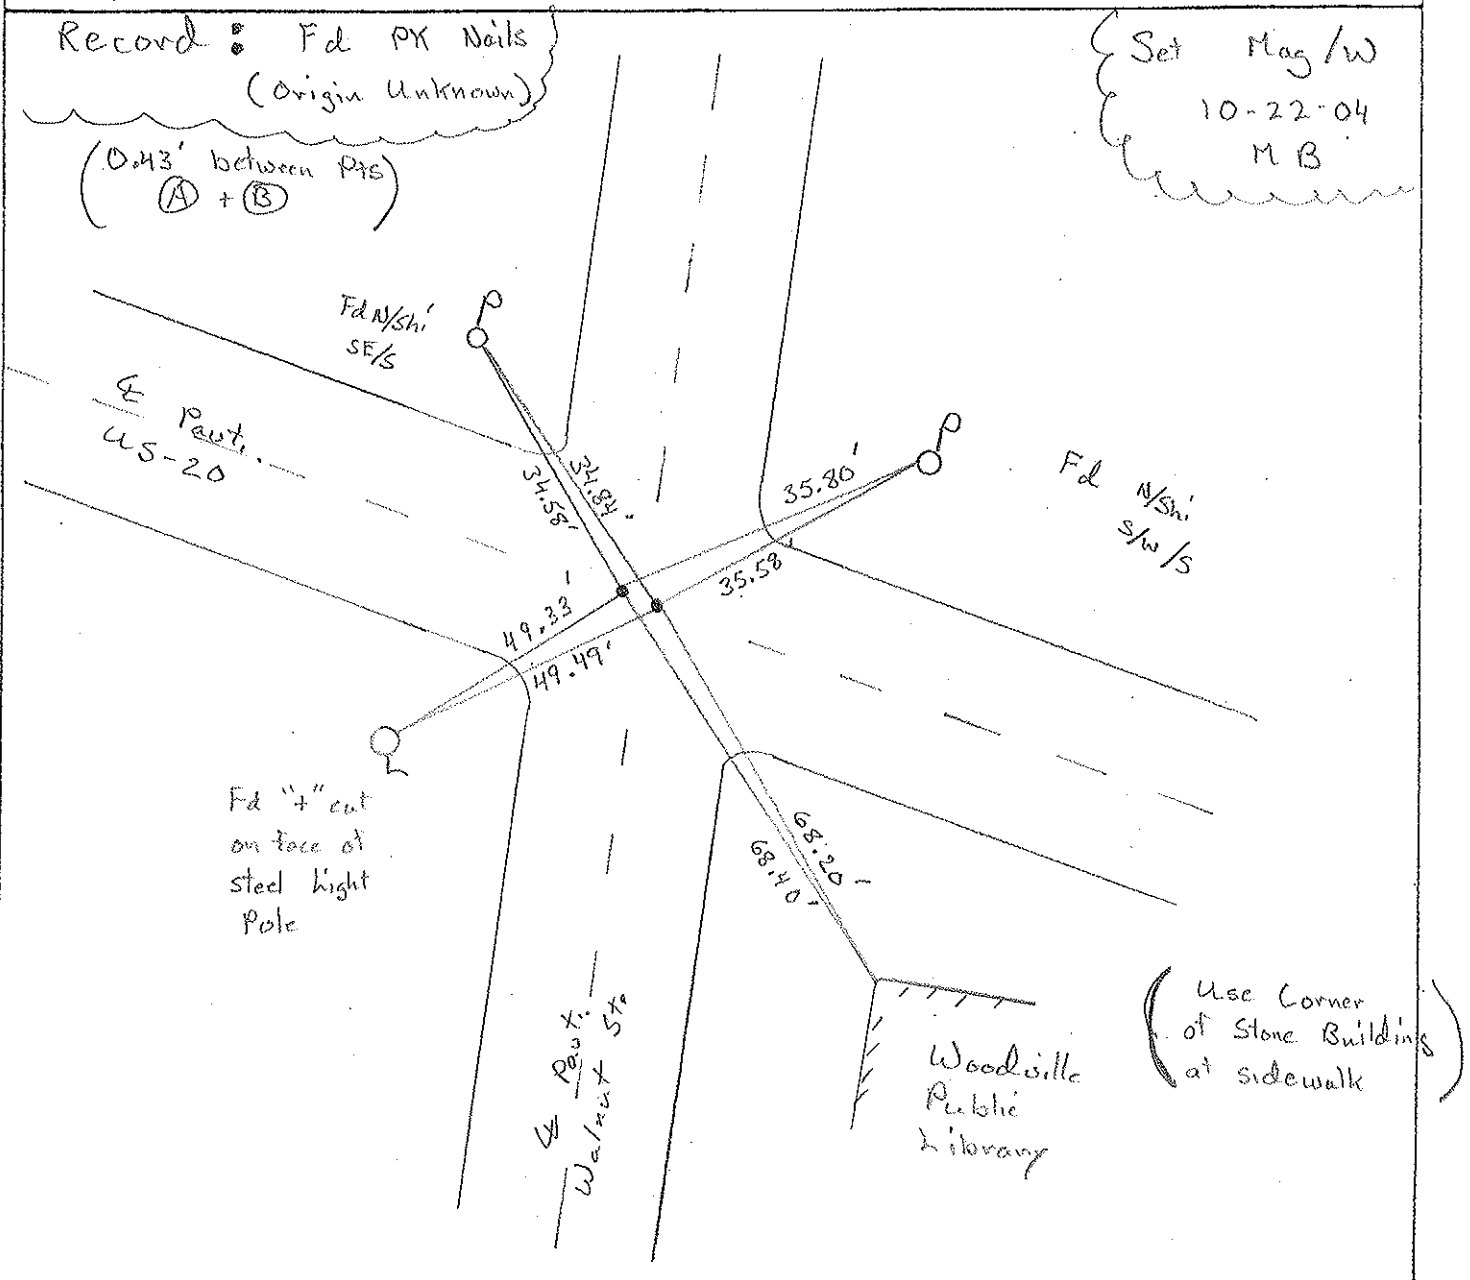 Record : Fd PK Nails
(Origin Unknown)
(0.43' between Pts
A + B)
Set Mag/W
10-22-04
MB
Fd N/Shi
SE/S
℄ Pavt.
US-20
34.58'
34.84'
35.80'
35.58'
Fd N/Shi
S/W/S
49.33'
49.49'
Fd "+" cut
on face of
steel Light
Pole
68.20'
68.40'
℄ Pavt.
Walnut St.
Woodville
Public
Library
(Use Corner
of Stone Building
at sidewalk)